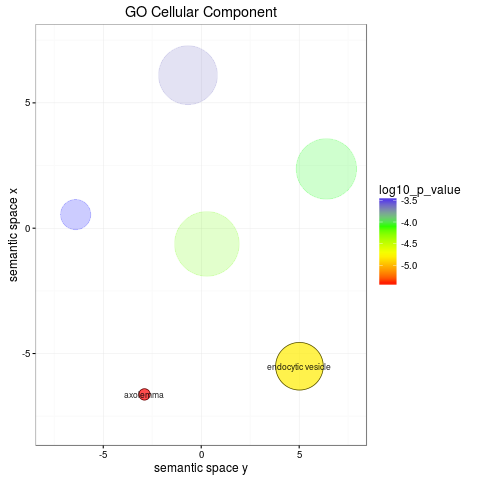 GO Cellular Component
5
0
-5
semantic space x
axolemma
endocytic vesicle
-5
0
5
semantic space y
log10_p_value
-3.5
-4.0
-4.5
-5.0